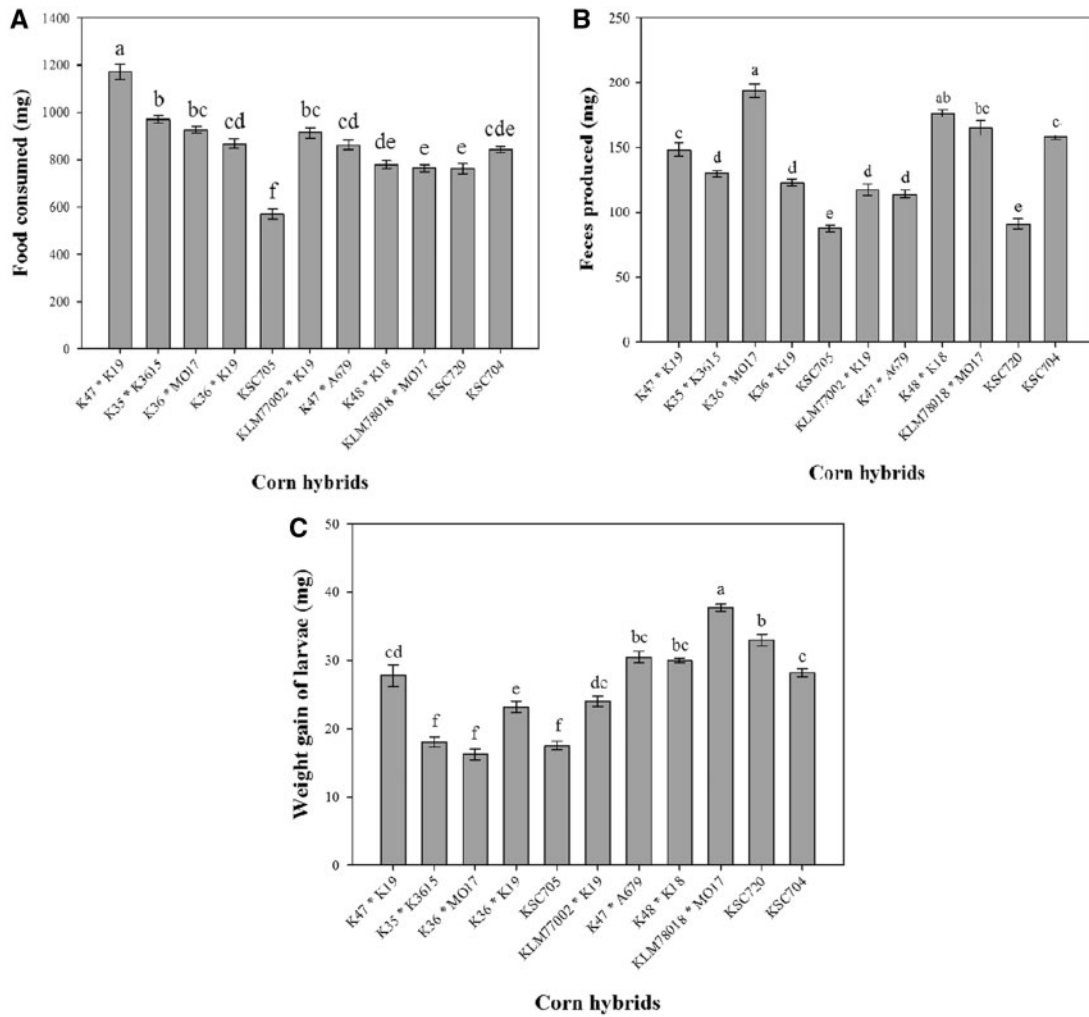 A
Food consumed (mg)
1400
1200
1000
800
600
400
200
0
a
b
bc
cd
f
bc
cd
de
e
e
cde
K47 * K19
K35 * K3615
K36 * MO17
K36 * K19
KSC705
KLM77002 * K19
K47 * A679
K48 * K18
KLM78018 * MO17
KSC720
KSC704
Corn hybrids
B
Feces produced (mg)
250
200
150
100
50
0
c
d
a
d
e
d
d
ab
bc
e
c
K47 * K19
K35 * K3615
K36 * MO17
K36 * K19
KSC705
KLM77002 * K19
K47 * A679
K48 * K18
KLM78018 * MO17
KSC720
KSC704
Corn hybrids
C
Weight gain of larvae (mg)
50
40
30
20
10
0
cd
f
f
e
f
de
bc
bc
a
b
c
K47 * K19
K35 * K3615
K36 * MO17
K36 * K19
KSC705
KLM77002 * K19
K47 * A679
K48 * K18
KLM78018 * MO17
KSC720
KSC704
Corn hybrids